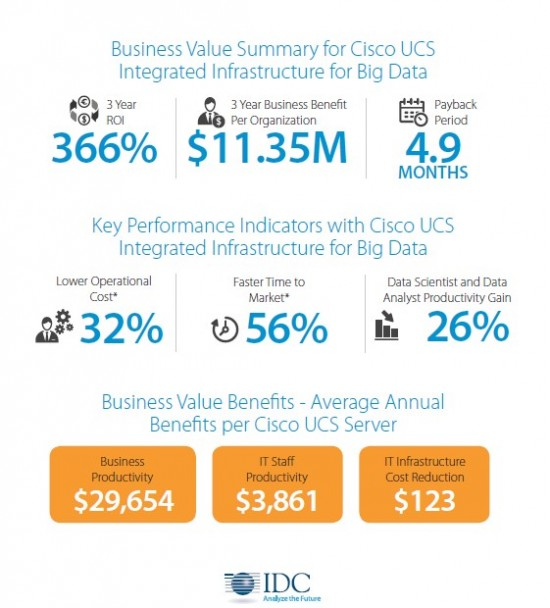 Business Value Summary for Cisco UCS
Integrated Infrastructure for Big Data
3 Year
ROI
366%
3 Year Business Benefit
Per Organization
$11.35M
Payback
Period
4.9
MONTHS
Key Performance Indicators with Cisco UCS
Integrated Infrastructure for Big Data
Lower Operational
Cost*
32%
Faster Time to
Market*
56%
Data Scientist and Data
Analyst Productivity Gain
26%
Business Value Benefits - Average Annual
Benefits per Cisco UCS Server
Business
Productivity
$29,654
IT Staff
Productivity
$3,861
IT Infrastructure
Cost Reduction
$123
IDC
Analyze the Future